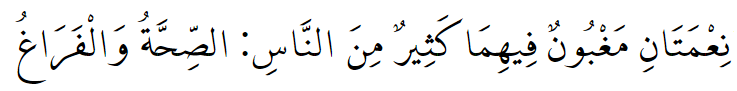 نِعْمَتَانِ مَغْبُونٌ فِيهِمَا كَثِيرٌ مِنَ النَّاسِ: الصِّحَّةُ وَالْفَرَاغُ